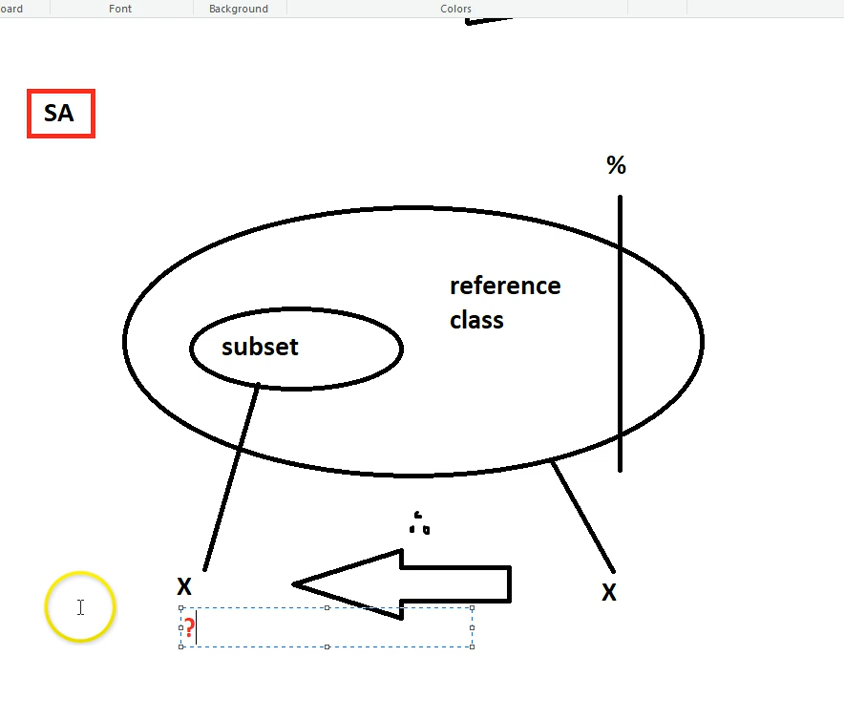 oard Font Background Colors
SA
%
reference
class
subset
X
X
?